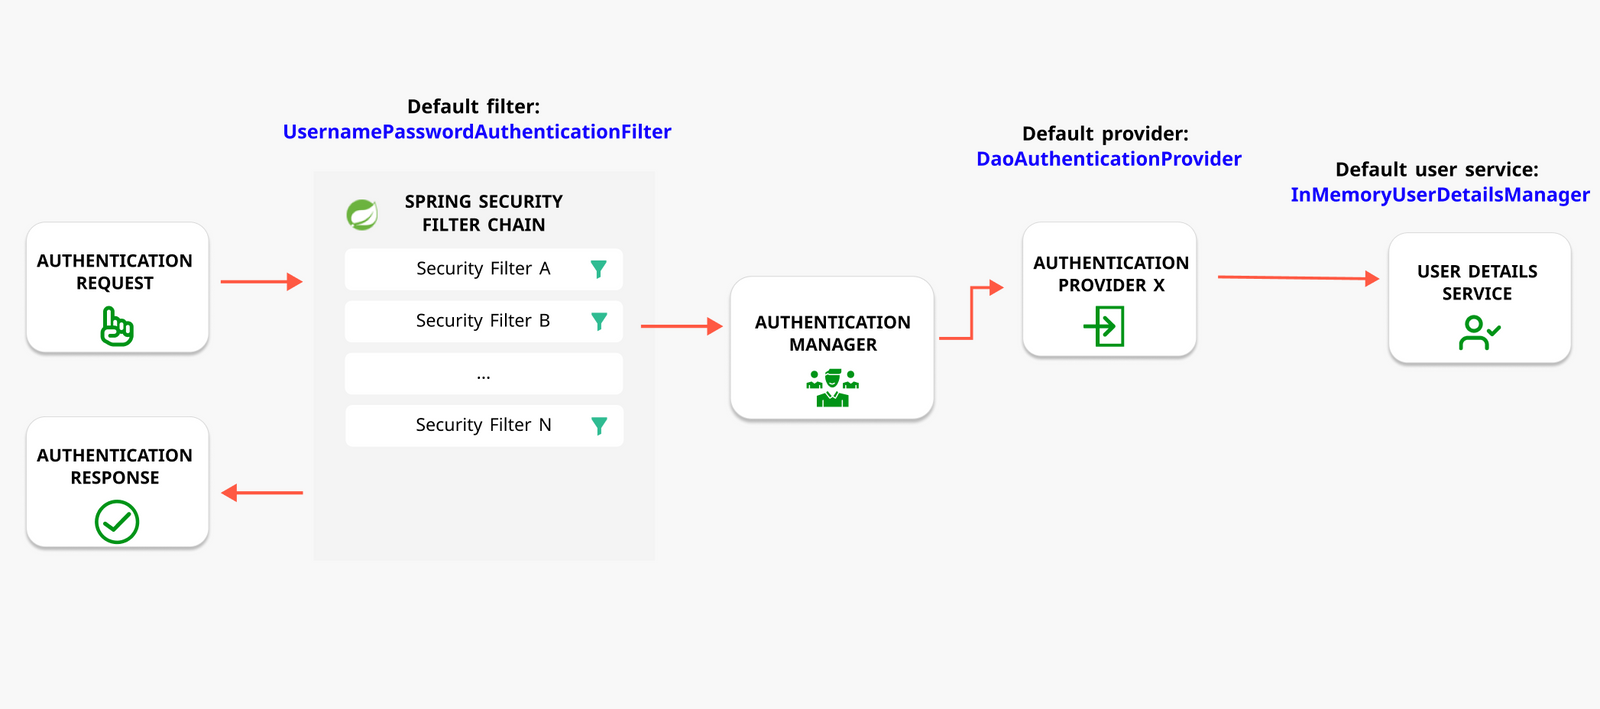 Default filter:
UsernamePasswordAuthenticationFilter
Default provider:
DaoAuthenticationProvider
Default user service:
InMemoryUserDetailsManager
AUTHENTICATION
REQUEST
SPRING SECURITY
FILTER CHAIN
Security Filter A
Security Filter B
...
Security Filter N
AUTHENTICATION
MANAGER
AUTHENTICATION
PROVIDER X
USER DETAILS
SERVICE
AUTHENTICATION
RESPONSE